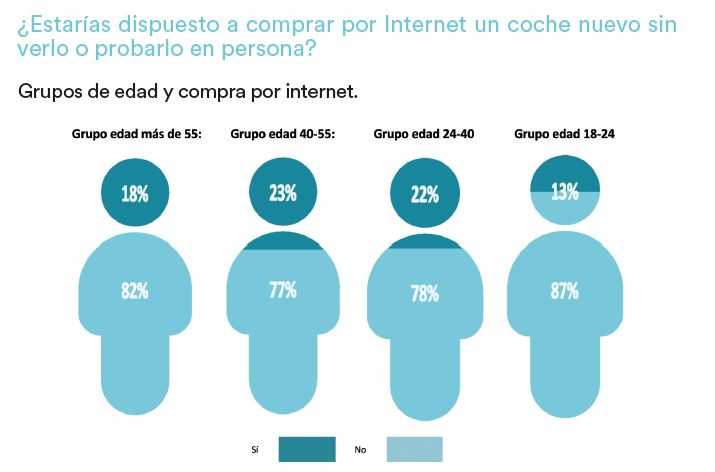 ¿Estarías dispuesto a comprar por Internet un coche nuevo sin
verlo o probarlo en persona?
Grupos de edad y compra por internet.
Grupo edad más de 55: Grupo edad 40-55: Grupo edad 24-40 Grupo edad 18-24
18% 23% 22% 13%
82% 77% 78% 87%
Sí No